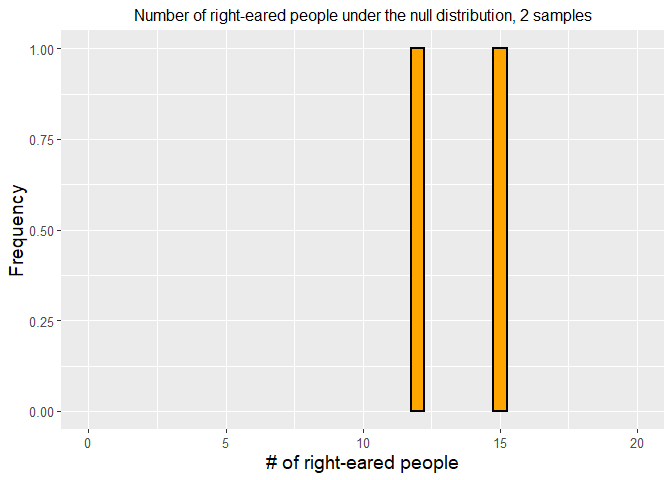 Number of right-eared people under the null distribution, 2 samples
1.00
0.75
0.50
0.25
0.00
Frequency
0 5 10 15 20
# of right-eared people